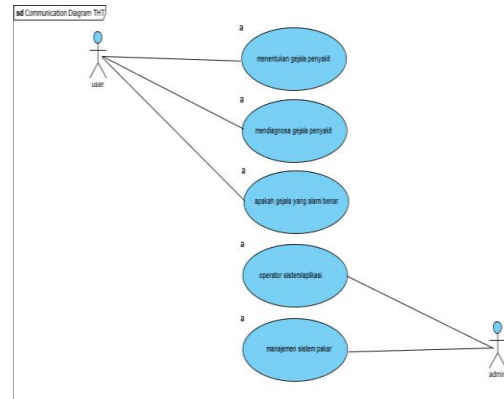 sd Communication Diagram THT
a
menentukan gejala penyakit
user
a
mendiagnosa gejala penyakit
a
apakah gejala yang alami benar
a
operator sistem/aplikasi
a
manajemen sistem pakar
admin